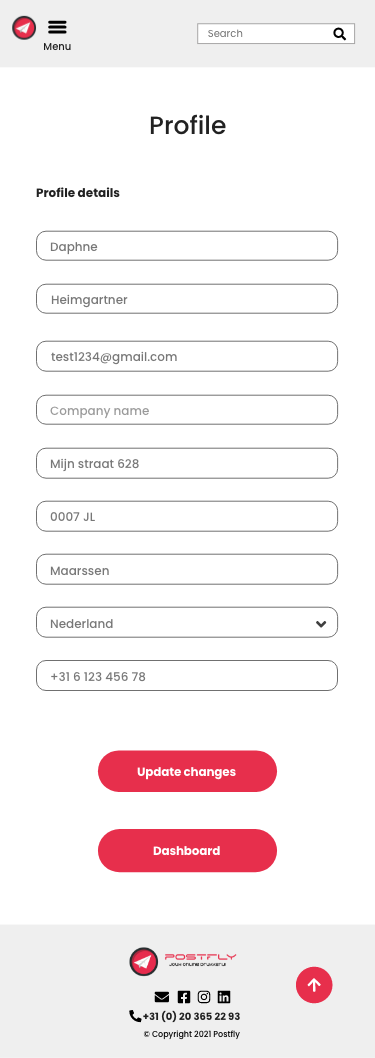 Menu
Search
Profile
Profile details
Daphne
Heimgartner
test1234@gmail.com
Company name
Mijn straat 628
0007 JL
Maarssen
Nederland
+31 6 123 456 78
Update changes
Dashboard
POSTFLY
+31 (0) 20 365 22 93
© Copyright 2021 Postfly